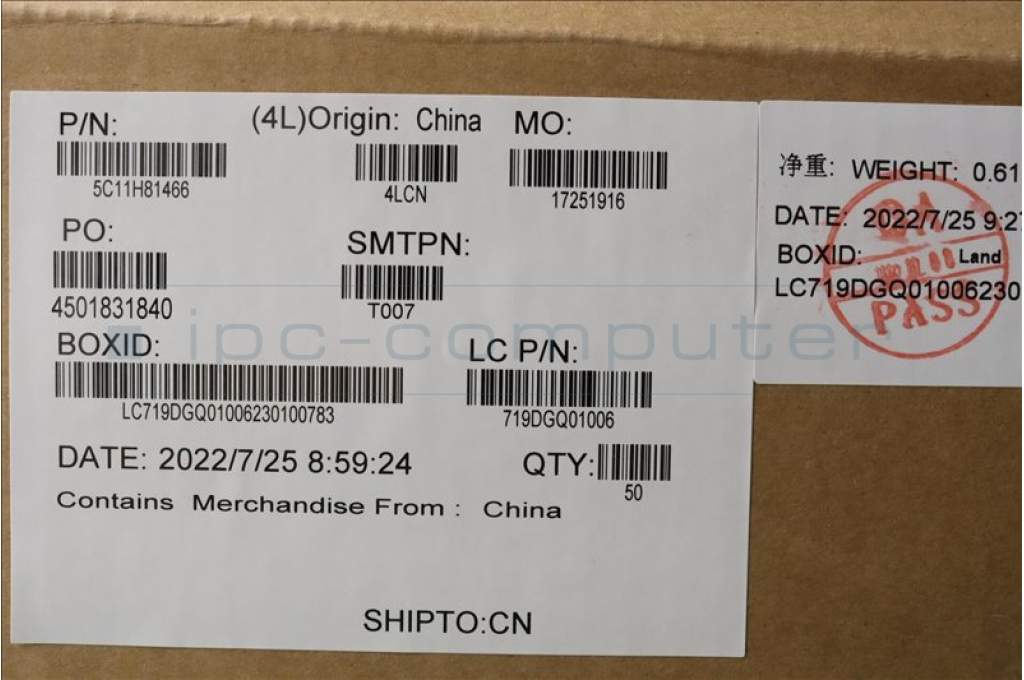 P/N:
(4L)Origin: China
MO:
5C11H81466
4LCN
17251916
PO:
SMTPN:
4501831840
T007
BOXID:
LC P/N:
LC719DGQ01006230100783
719DGQ01006
DATE: 2022/7/25 8:59:24
QTY:
50
Contains Merchandise From : China
SHIPTO:CN
净重: WEIGHT: 0.61
DATE: 2022/7/25 9:2
BOXID: Land
LC719DGQ01006230
PASS
ipc-computer